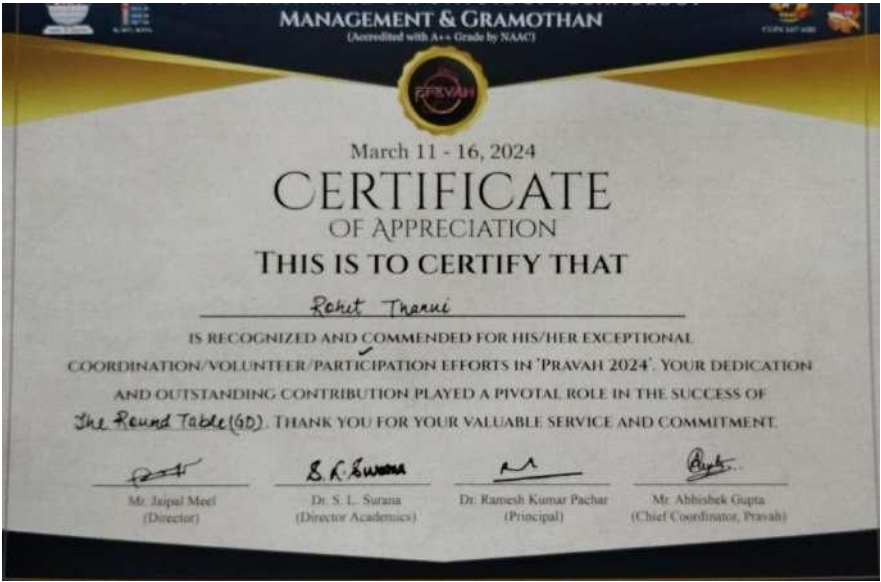 MANAGEMENT & GRAMOTHAN
(Accredited with A++ Grade by NAAC)
March 11 - 16, 2024
CERTIFICATE
OF APPRECIATION
THIS IS TO CERTIFY THAT
Rohit
IS RECOGNIZED AND COMMENDED FOR HIS/HER EXCEPTIONAL
COORDINATION/VOLUNTEER/PARTICIPATION EFFORTS IN 'PRAVAH 2024'. YOUR DEDICATION
AND OUTSTANDING CONTRIBUTION PLAYED A PIVOTAL ROLE IN THE SUCCESS OF
The Round Table(GD). THANK YOU FOR YOUR VALUABLE SERVICE AND COMMITMENT.
S. L. Surana
Mr. Jaipal Meel Dr. S. L. Surana Dr. Ramesh Kumar Pachar Mr. Abhishek Gupta
(Director) (Director Academics) (Principal) (Chief Coordinator, Pravah)